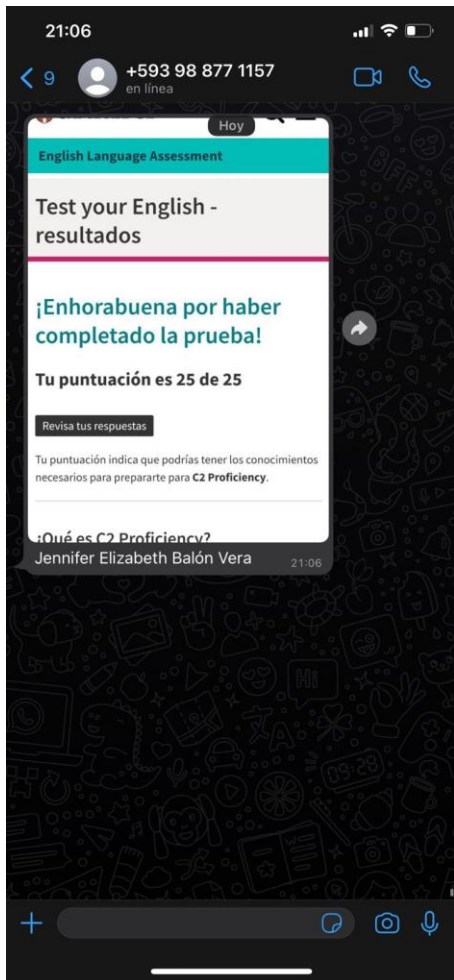 21:06
9
+593 98 877 1157
en línea
Hoy
English Language Assessment
Test your English -
resultados
¡Enhorabuena por haber
completado la prueba!
Tu puntuación es 25 de 25
Revisa tus respuestas
Tu puntuación indica que podrías tener los conocimientos
necesarios para prepararte para C2 Proficiency.
¿Qué es C2 Proficiency?
Jennifer Elizabeth Balón Vera
21:06